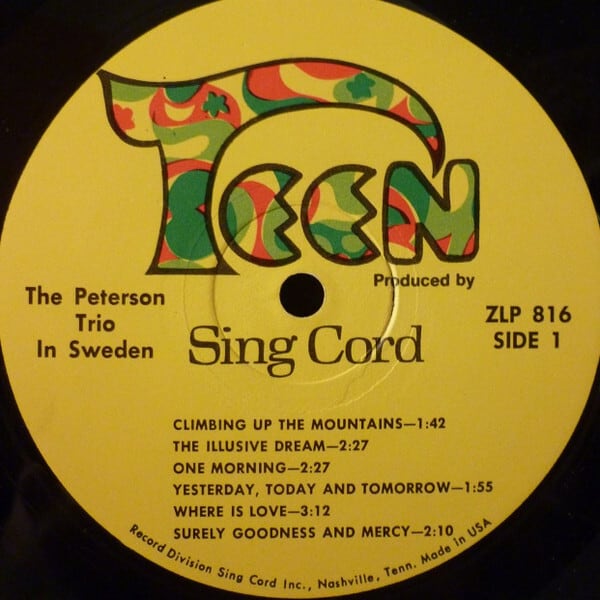 TEEN
Produced by
Sing Cord
The Peterson
Trio
In Sweden
ZLP 816
SIDE 1
CLIMBING UP THE MOUNTAINS—1:42
THE ILLUSIVE DREAM—2:27
ONE MORNING—2:27
YESTERDAY, TODAY AND TOMORROW—1:55
WHERE IS LOVE—3:12
SURELY GOODNESS AND MERCY—2:10
Record Division Sing Cord Inc., Nashville, Tenn. Made in USA